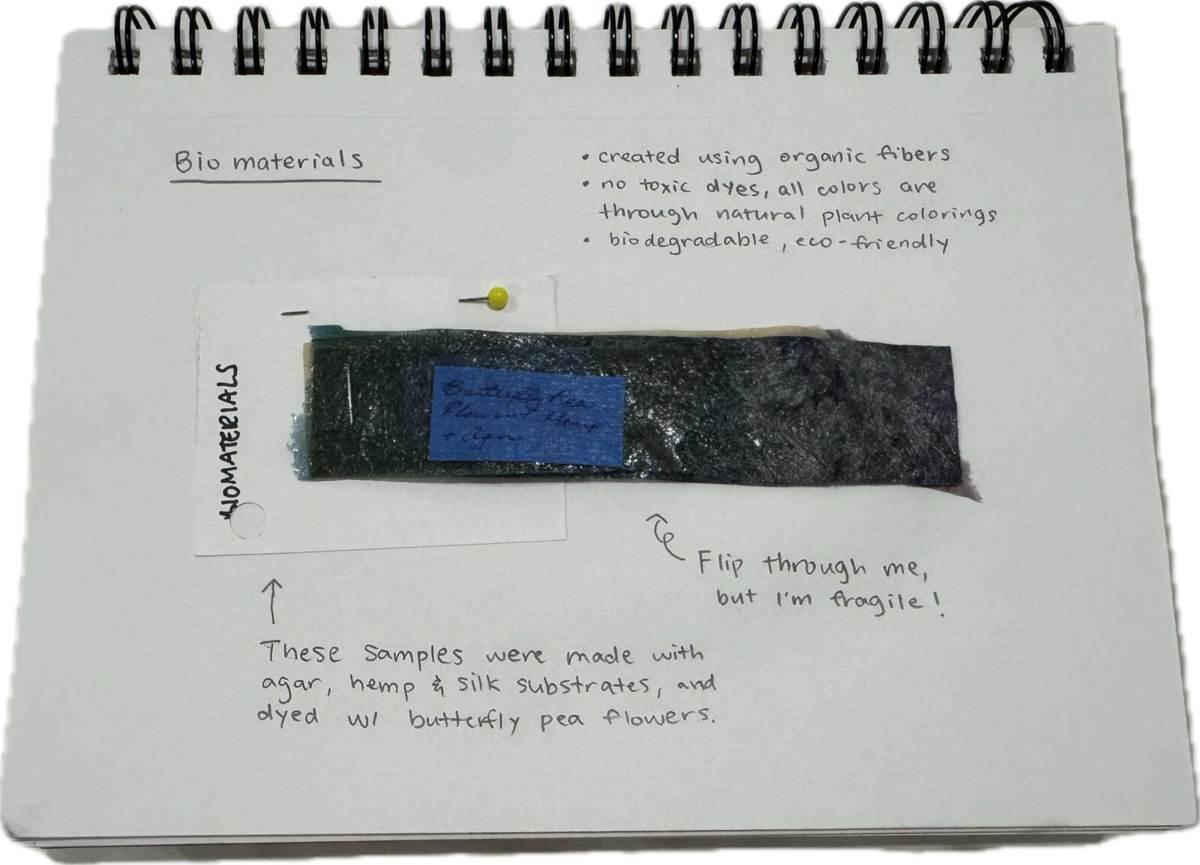 Bio materials
• created using organic fibers
• no toxic dyes, all colors are
through natural plant colorings
• biodegradable, eco-friendly
BIOMATERIALS
Butterfly Pea
Flower + Hemp
+ Agar
Flip through me,
but I'm fragile!
These samples were made with
agar, hemp & silk substrates, and
dyed w/ butterfly pea flowers.